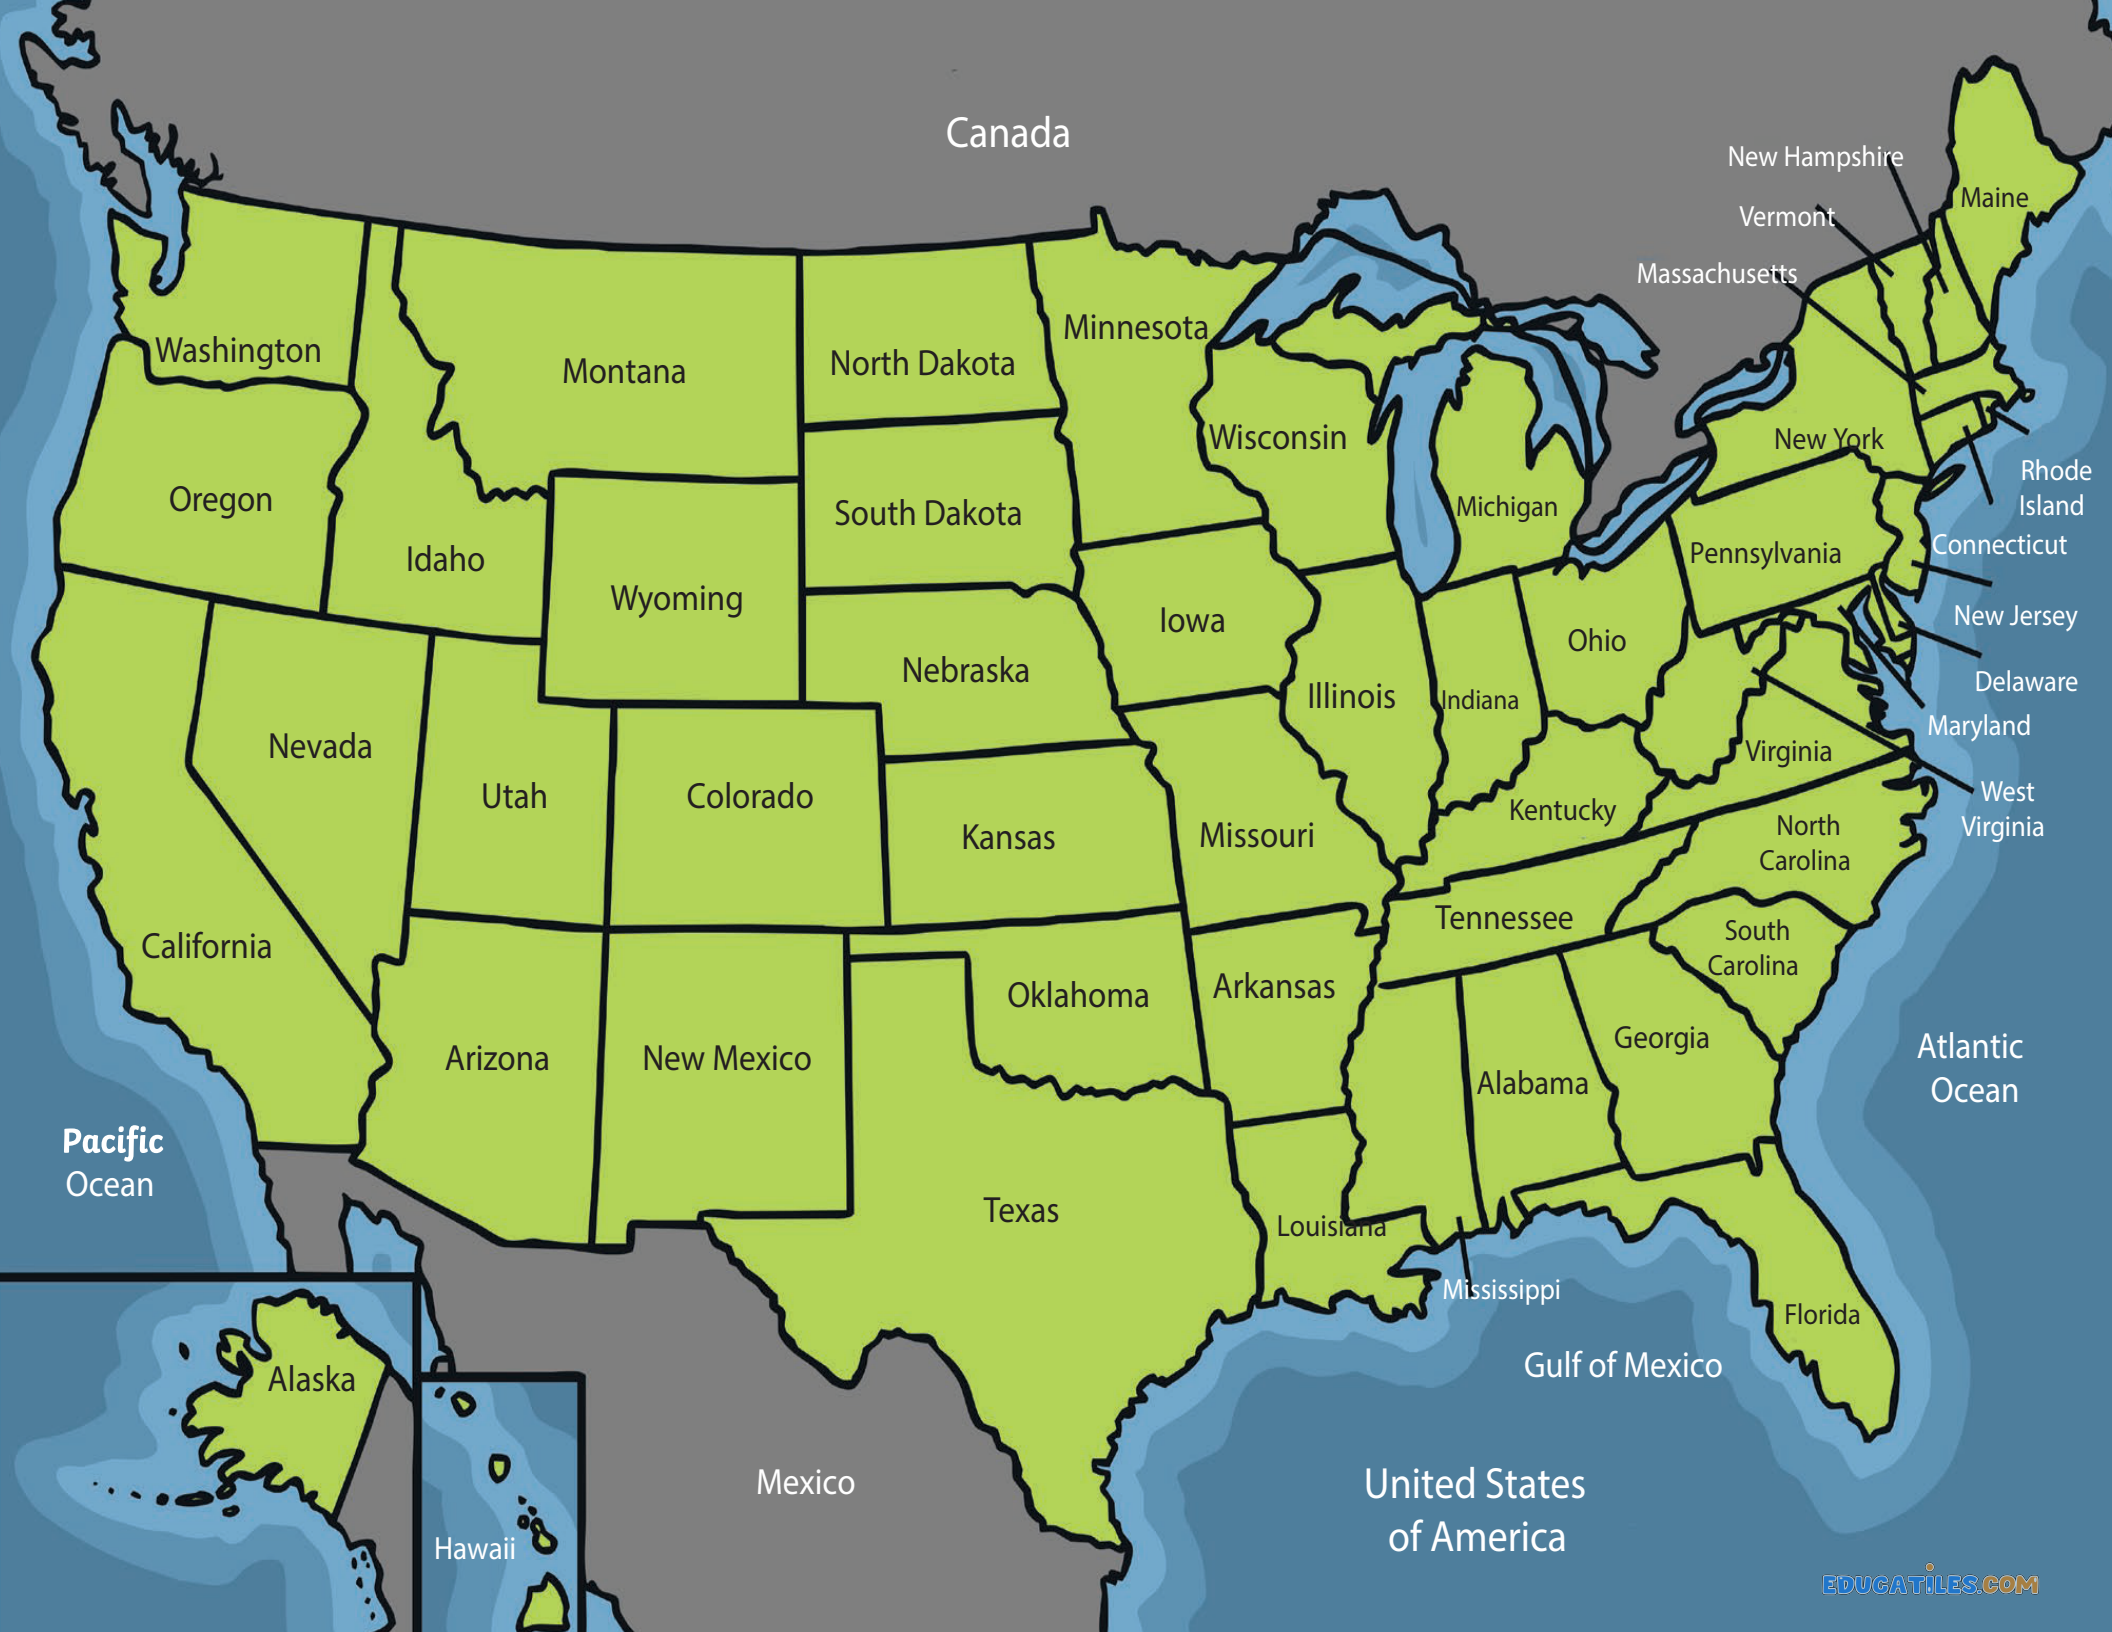 Canada
New Hampshire
Maine
Vermont
Massachusetts
Washington
Montana
North Dakota
Minnesota
Wisconsin
Michigan
New York
Rhode
Island
Oregon
Idaho
Wyoming
South Dakota
Iowa
Nebraska
Illinois
Indiana
Ohio
Pennsylvania
Connecticut
New Jersey
Delaware
Maryland
West
Virginia
Virginia
Nevada
Utah
Colorado
Kansas
Missouri
Kentucky
North
Carolina
California
Tennessee
South
Carolina
Arizona
New Mexico
Oklahoma
Arkansas
Georgia
Alabama
Atlantic
Ocean
Pacific
Ocean
Texas
Louisiana
Mississippi
Florida
Gulf of Mexico
Alaska
Hawaii
Mexico
United States
of America
EDUCATILES.COM